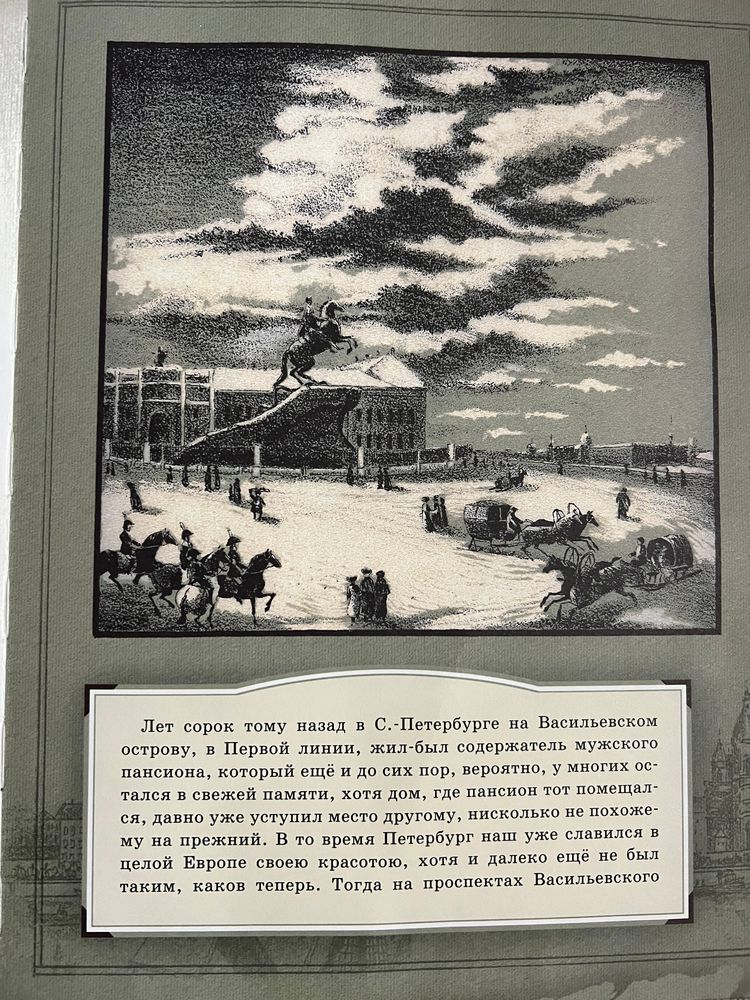 Лет сорок тому назад в С.-Петербурге на Васильевском
острову, в Первой линии, жил-был содержатель мужского
пансиона, который ещё и до сих пор, вероятно, у многих ос-
тался в свежей памяти, хотя дом, где пансион тот помещал-
ся, давно уже уступил место другому, нисколько не похоже-
му на прежний. В то время Петербург наш уже славился в
целой Европе своею красотою, хотя и далеко ещё не был
таким, каков теперь. Тогда на проспектах Васильевского